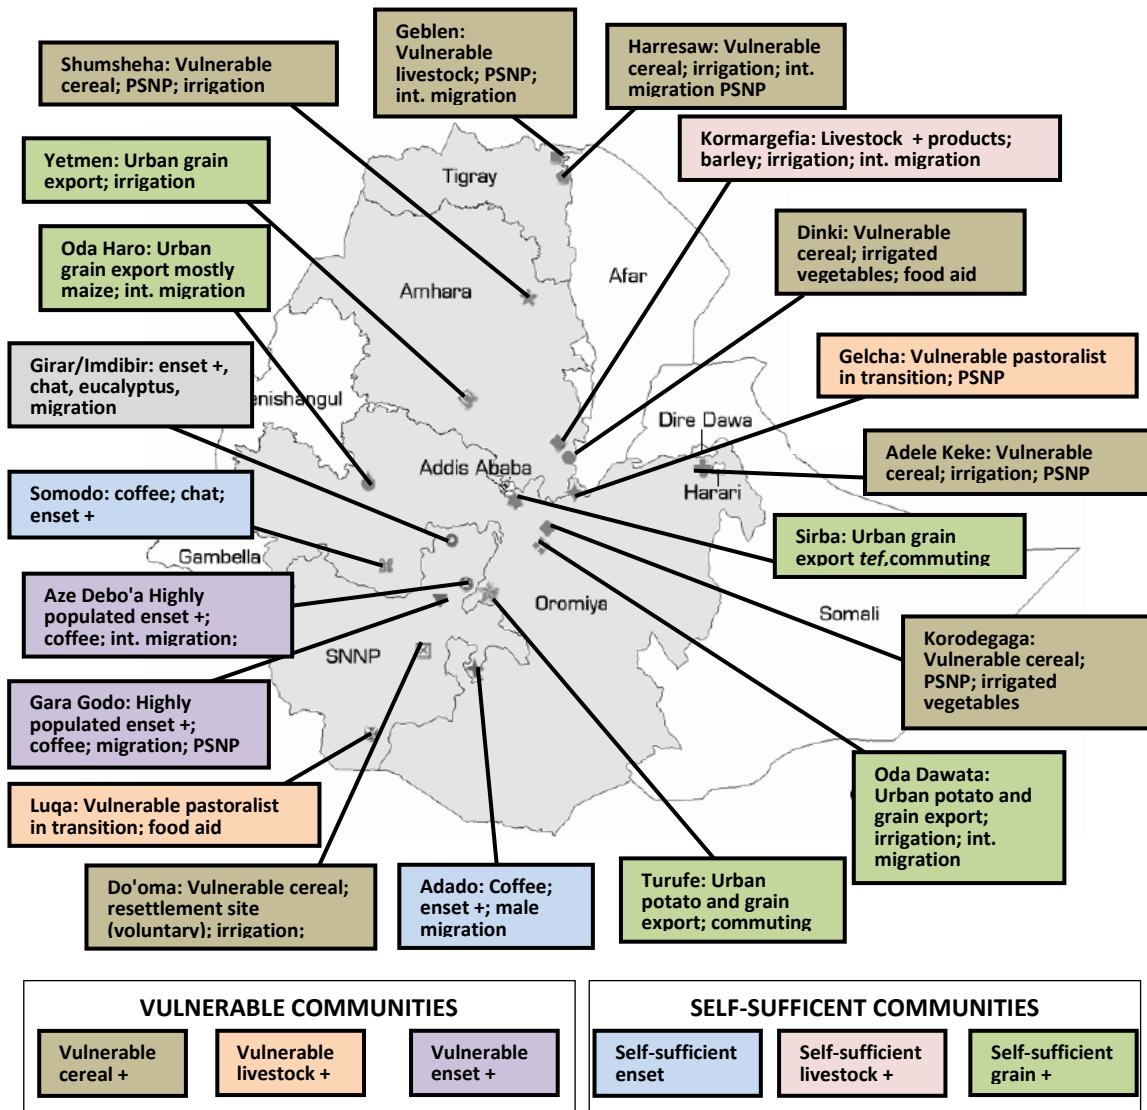 Geblen:
Vulnerable
livestock; PSNP;
int. migration
Harresaw: Vulnerable
cereal; irrigation; int.
migration PSNP
Shumsheha: Vulnerable
cereal; PSNP; irrigation
Kormargefia: Livestock + products;
barley; irrigation; int. migration
Yetmen: Urban grain
export; irrigation
Tigray
Dinki: Vulnerable
cereal; irrigated
vegetables; food aid
Oda Haro: Urban
grain export mostly
maize; int. migration
Afar
Amhara
Gelcha: Vulnerable pastoralist
in transition; PSNP
Girar/Imdibir: enset +,
chat, eucalyptus,
migration
enishangul
Dire Dawa
Adele Keke: Vulnerable
cereal; irrigation; PSNP
Addis Ababa
Harari
Somodo: coffee; chat;
enset +
Sirba: Urban grain
export tef,commuting
Gambella
Aze Debo'a Highly
populated enset +;
coffee; int. migration;
Oromiya
Somali
Korodegaga:
Vulnerable cereal;
PSNP; irrigated
vegetables
SNNP
Gara Godo: Highly
populated enset +;
coffee; migration; PSNP
Oda Dawata:
Urban potato and
grain export;
irrigation; int.
migration
Luqa: Vulnerable pastoralist
in transition; food aid
Do'oma: Vulnerable cereal;
resettlement site
(voluntary); irrigation;
Adado: Coffee;
enset +; male
migration
Turufe: Urban
potato and grain
export; commuting
VULNERABLE COMMUNITIES
Vulnerable
cereal +
Vulnerable
livestock +
Vulnerable
enset +
SELF-SUFFICENT COMMUNITIES
Self-sufficient
enset
Self-sufficient
livestock +
Self-sufficient
grain +